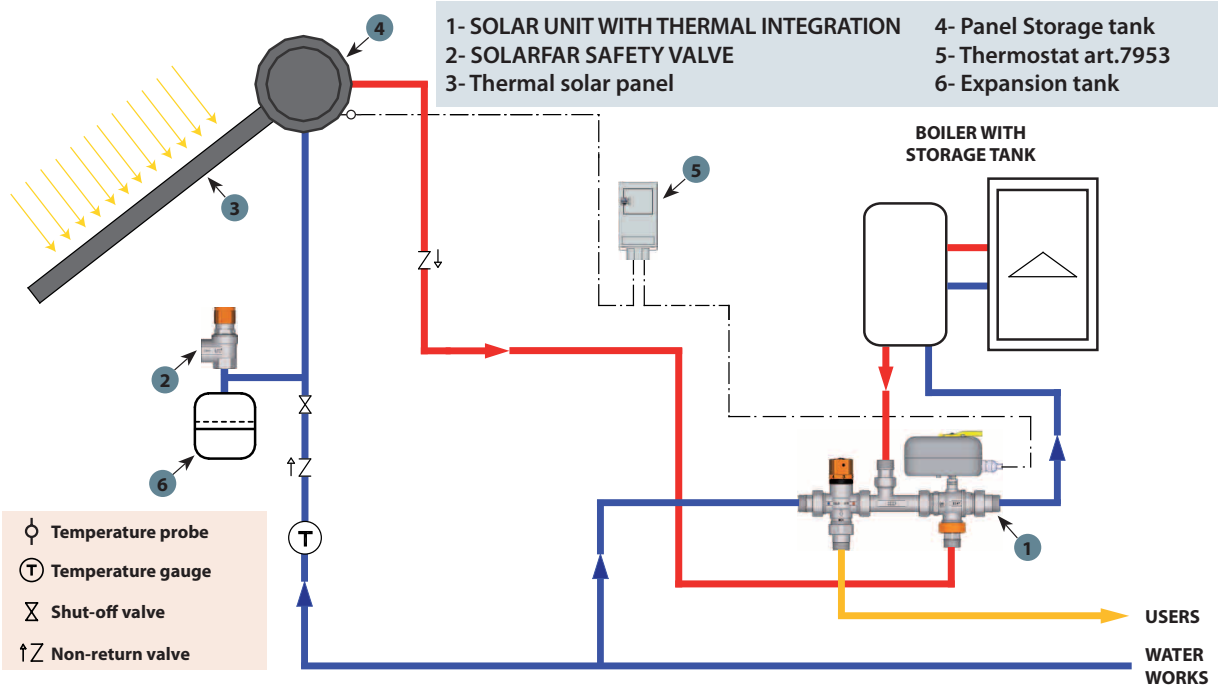 1- SOLAR UNIT WITH THERMAL INTEGRATION
2- SOLARFAR SAFETY VALVE
3- Thermal solar panel
4- Panel Storage tank
5- Thermostat art.7953
6- Expansion tank
4
3
5
BOILER WITH
STORAGE TANK
2
6
1
T
Temperature probe
T Temperature gauge
Shut-off valve
Non-return valve
USERS
WATER
WORKS